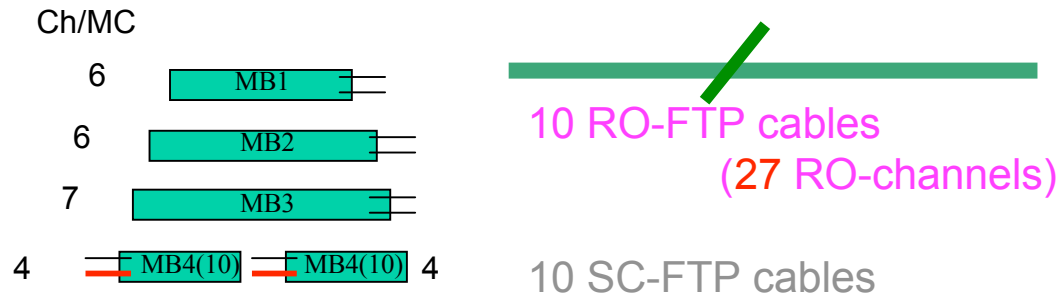 Ch/MC
6 MB1
6 MB2
7 MB3
4 MB4(10) MB4(10) 4
10 RO-FTP cables
(27 RO-channels)
10 SC-FTP cables